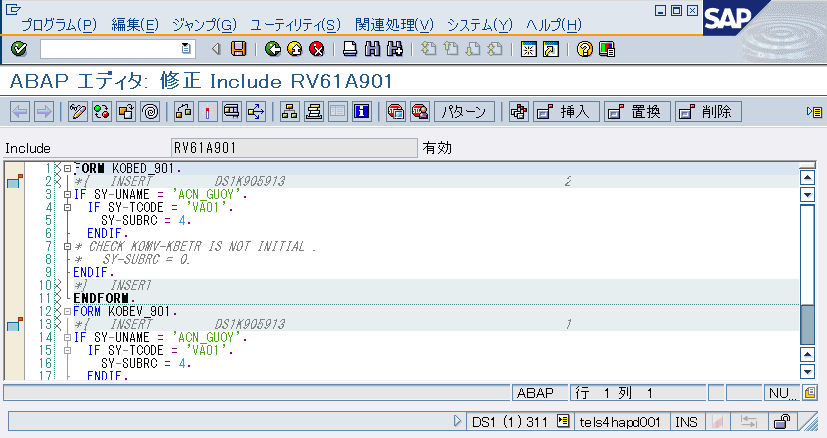 プログラム(P) 編集(E) ジャンプ(G) ユーティリティ(S) 関連処理(V) システム(Y) ヘルプ(H)
SAP
ABAP エディタ: 修正 Include RV61A901
パターン 挿入 置換 削除
Include RV61A901 有効
1 FORM KOBED_901.
2 *{ INSERT DS1K905913 2
3 IF SY-UNAME = 'ACN_GUOY'.
4 IF SY-TCODE = 'VA01'.
5 SY-SUBRC = 4.
6 ENDIF.
7 * CHECK KOMV-KBETR IS NOT INITIAL .
8 * SY-SUBRC = 0.
9 ENDIF.
10 *} INSERT
11 ENDFORM.
12 FORM KOBEV_901.
13 *{ INSERT DS1K905913 1
14 IF SY-UNAME = 'ACN_GUOY'.
15 IF SY-TCODE = 'VA01'.
16 SY-SUBRC = 4.
17 ENDIF.
ABAP 行 1 列 1 NU...
DS1 (1) 311 tels4hapd001 INS